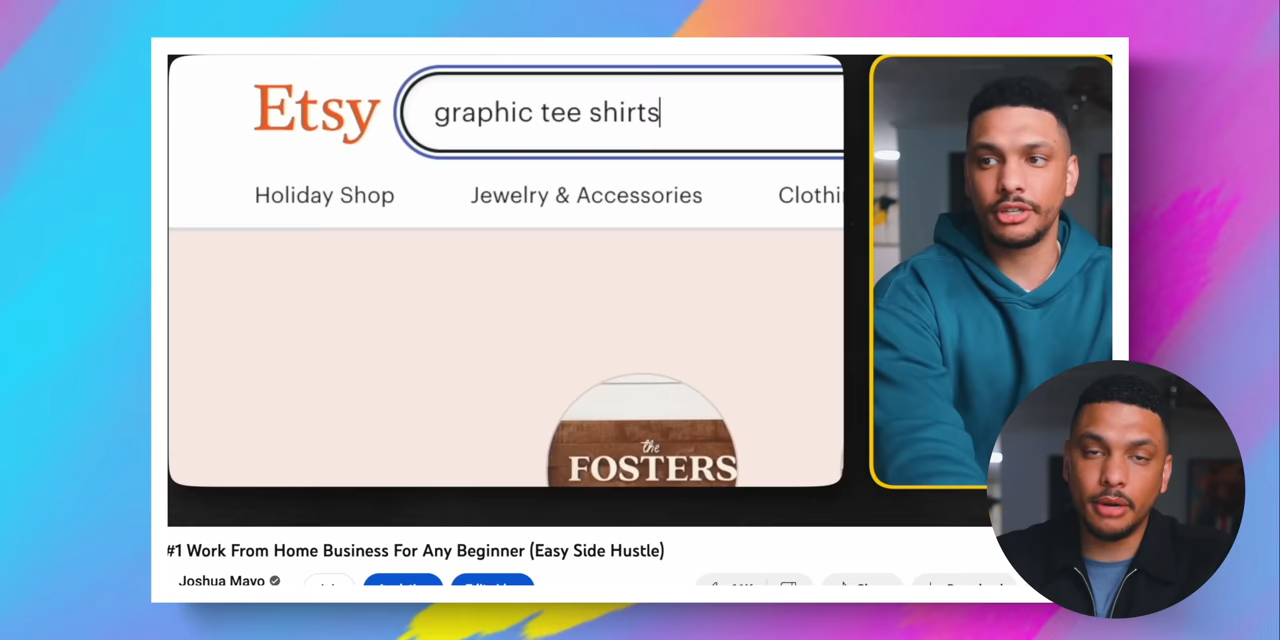 Etsy
graphic tee shirts
Holiday Shop Jewelry & Accessories
the
FOSTERS
#1 Work From Home Business For Any Beginner (Easy Side Hustle)
Joshua Mayo